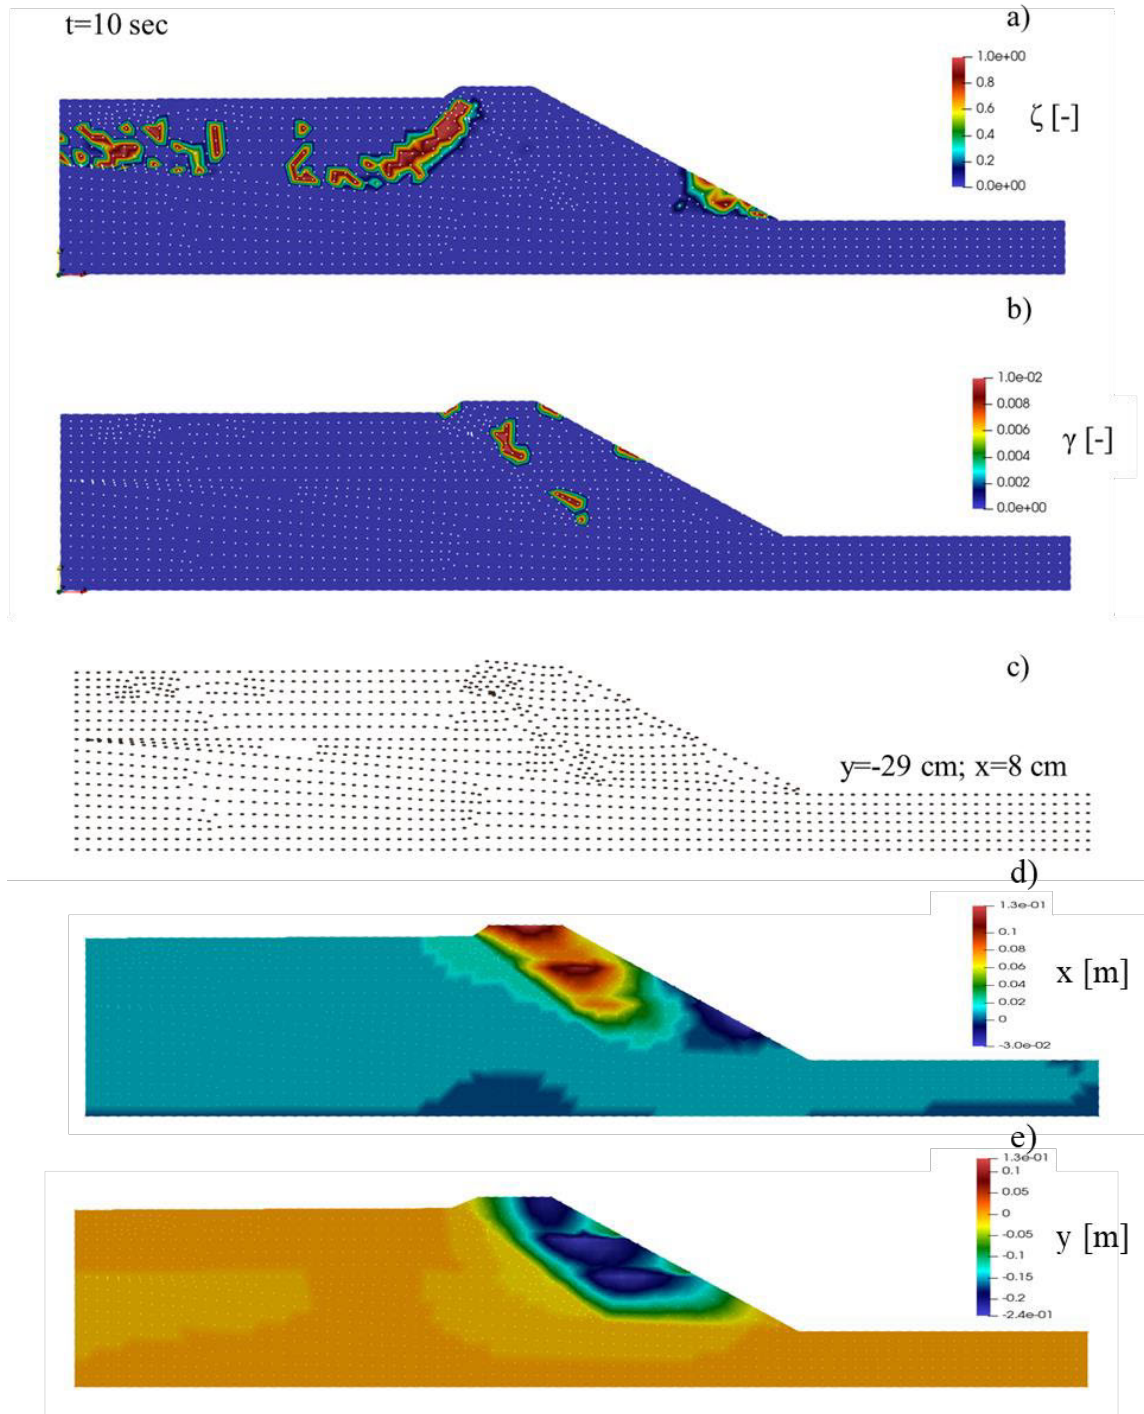 t=10 sec
a)
1.0e+00
0.8
0.6
0.4
0.2
0.0e+00
ζ [-]
b)
1.0e-02
0.008
0.006
0.004
0.002
0.0e+00
γ [-]
c)
y=-29 cm; x=8 cm
d)
1.3e-01
0.1
0.08
0.06
0.04
0.02
0
-3.0e-02
x [m]
e)
1.3e-01
0.1
0.05
0
-0.05
-0.1
-0.15
-0.2
-2.4e-01
y [m]